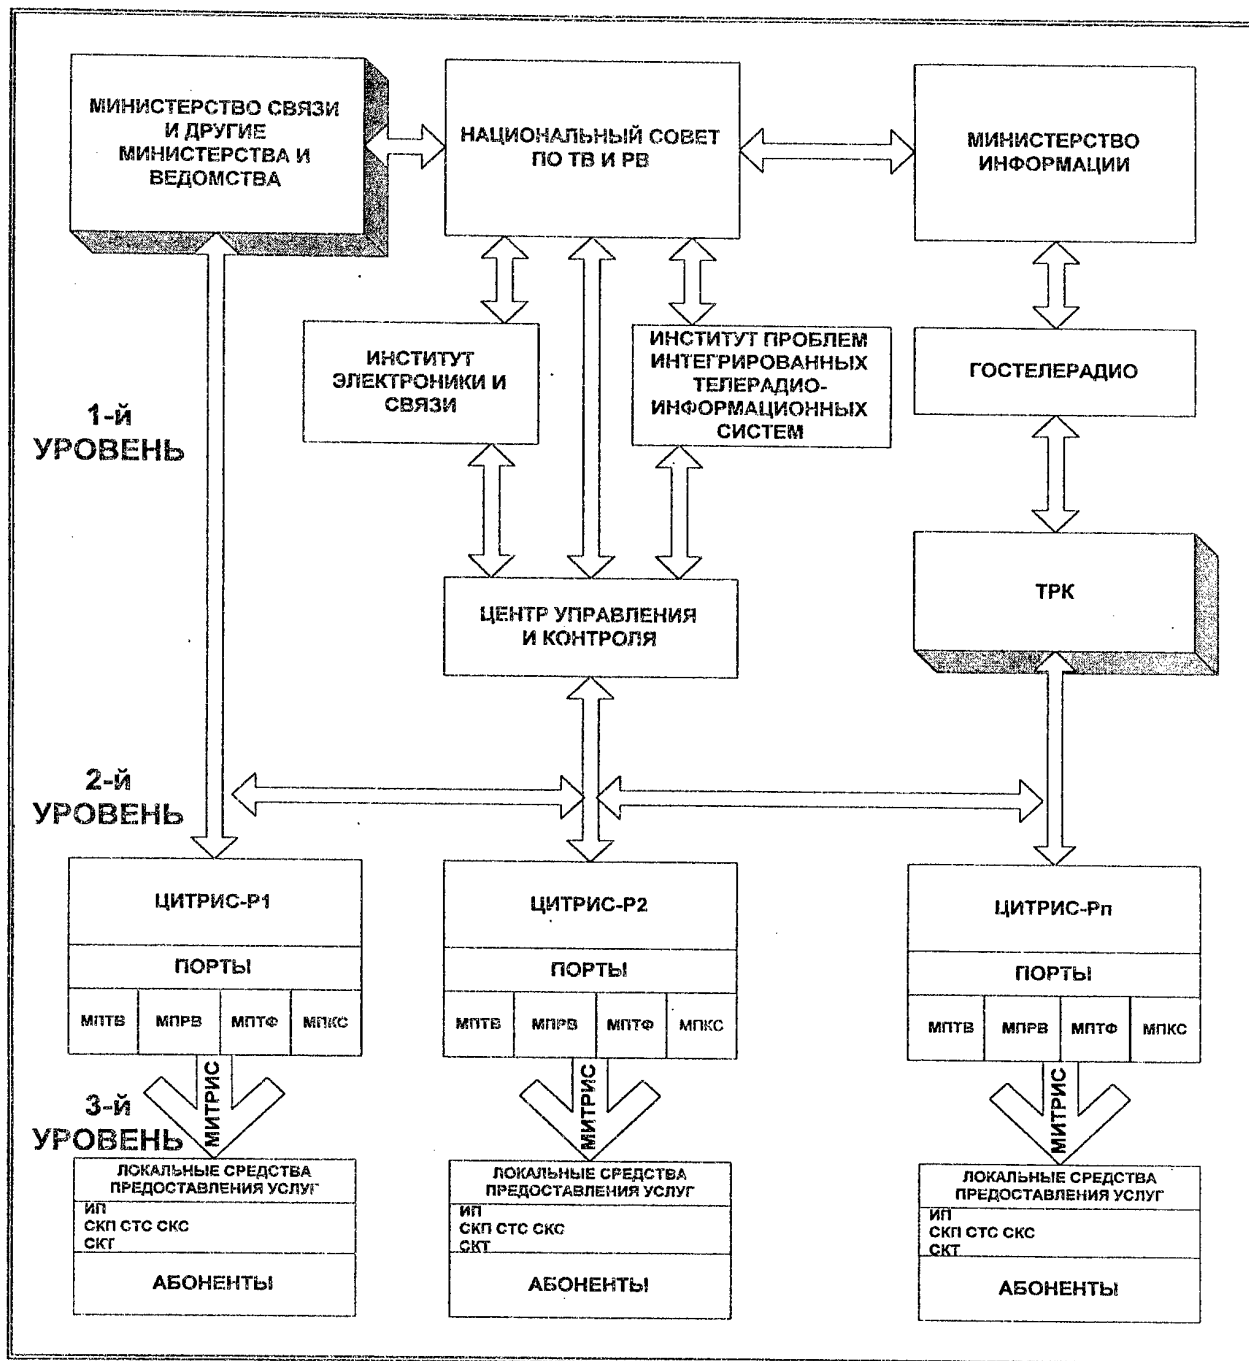 МИНИСТЕРСТВО СВЯЗИ
И ДРУГИЕ
МИНИСТЕРСТВА И
ВЕДОМСТВА
НАЦИОНАЛЬНЫЙ СОВЕТ
ПО ТВ И РВ
МИНИСТЕРСТВО
ИНФОРМАЦИИ
1-й
УРОВЕНЬ
ИНСТИТУТ
ЭЛЕКТРОНИКИ И
СВЯЗИ
ИНСТИТУТ ПРОБЛЕМ
ИНТЕГРИРОВАННЫХ
ТЕЛЕРАДИО-
ИНФОРМАЦИОННЫХ
СИСТЕМ
ГОСТЕЛЕРАДИО
ЦЕНТР УПРАВЛЕНИЯ
И КОНТРОЛЯ
ТРК
2-й
УРОВЕНЬ
ЦИТРИС-Р1
ПОРТЫ
МПТВ МПРВ МПТФ МПКС
ЦИТРИС-Р2
ПОРТЫ
МПТВ МПРВ МПТФ МПКС
ЦИТРИС-Рп
ПОРТЫ
МПТВ МПРВ МПТФ МПКС
3-й
УРОВЕНЬ
МИТРИС
МИТРИС
МИТРИС
ЛОКАЛЬНЫЕ СРЕДСТВА
ПРЕДОСТАВЛЕНИЯ УСЛУГ
ИП
СКП СТС СКС
СКТ
АБОНЕНТЫ
ЛОКАЛЬНЫЕ СРЕДСТВА
ПРЕДОСТАВЛЕНИЯ УСЛУГ
ИП
СКП СТС СКС
СКТ
АБОНЕНТЫ
ЛОКАЛЬНЫЕ СРЕДСТВА
ПРЕДОСТАВЛЕНИЯ УСЛУГ
ИП
СКП СТС СКС
СКТ
АБОНЕНТЫ